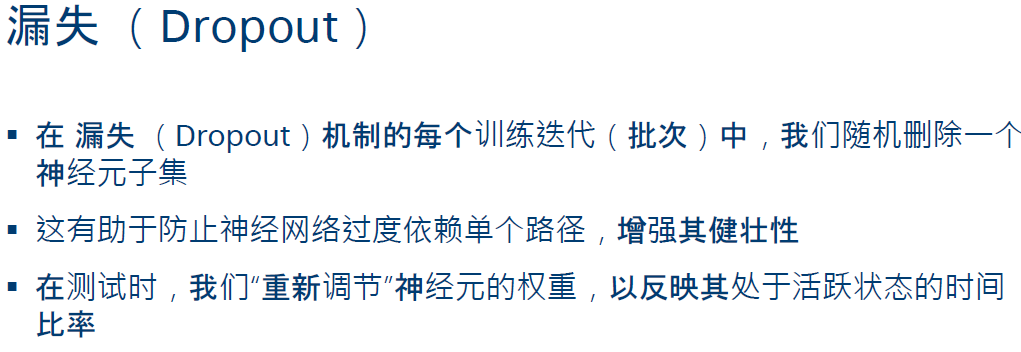 漏失（Dropout）
▪ 在 漏失 （Dropout）机制的每个训练迭代（批次）中，我们随机删除一个
神经元子集
▪ 这有助于防止神经网络过度依赖单个路径，增强其健壮性
▪ 在测试时，我们“重新调节”神经元的权重，以反映其处于活跃状态的时间
比率